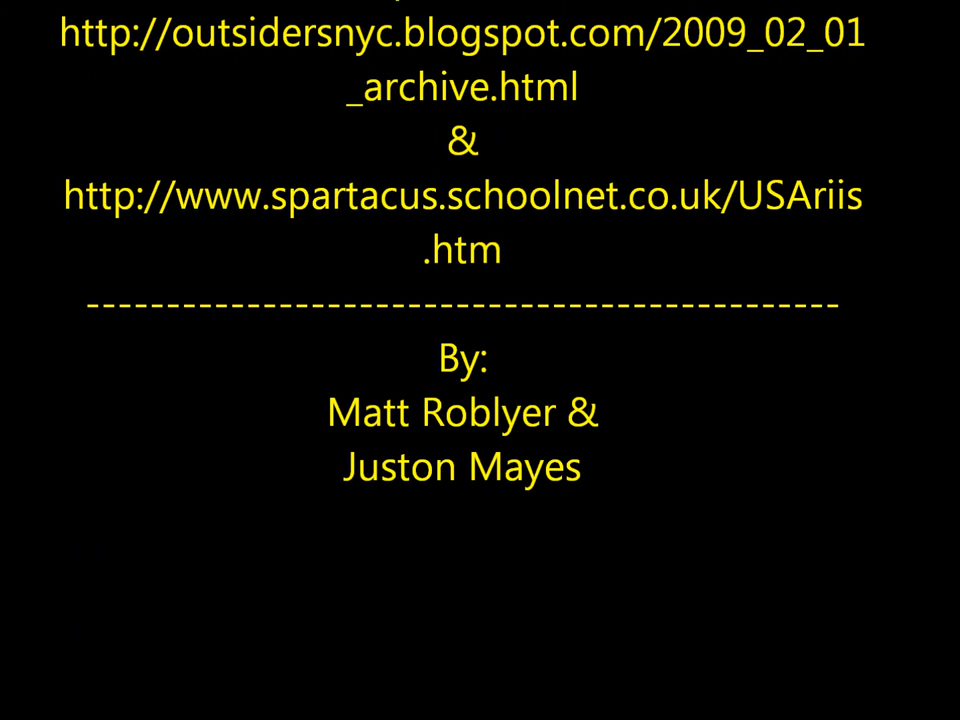 http://outsidersnyc.blogspot.com/2009_02_01
_archive.html
&
http://www.spartacus.schoolnet.co.uk/USAriis
.htm
-----------------------------------------------
By:
Matt Roblyer &
Juston Mayes